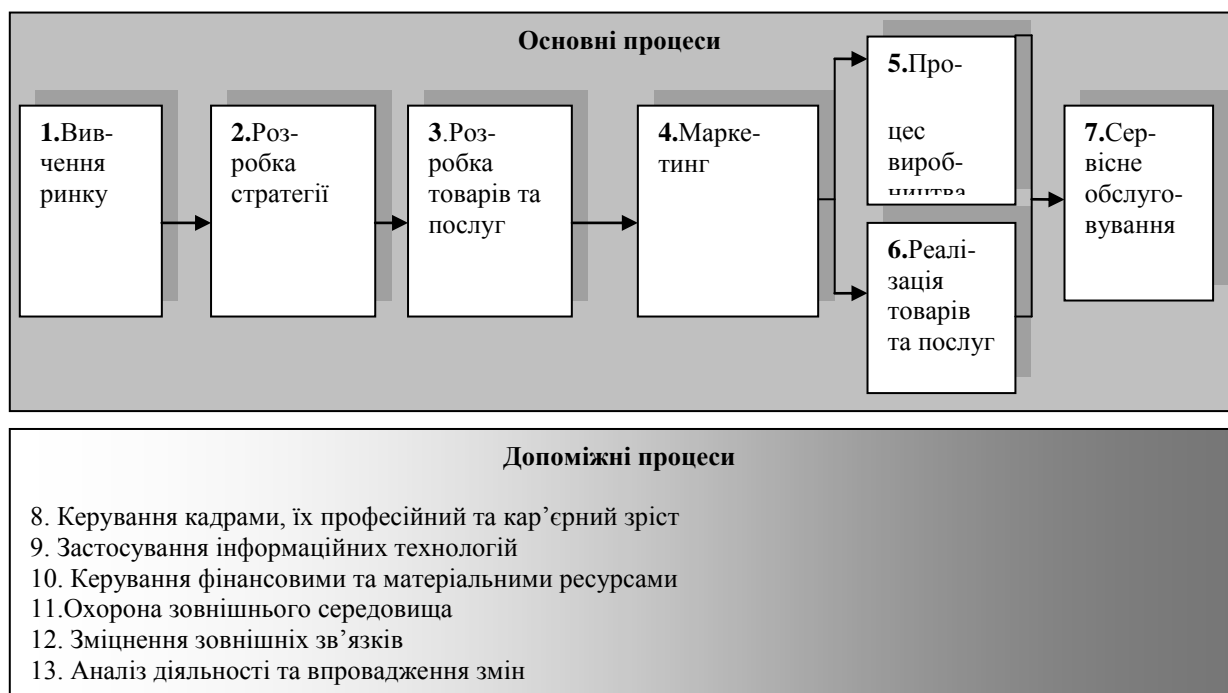 Основні процеси
1.Вив-
чення
ринку
2.Роз-
робка
стратегії
3.Роз-
робка
товарів та
послуг
4.Марке-
тинг
5.Про-
цес
вироб-
ництва
6.Реалі-
зація
товарів
та послуг
7.Сер-
вісне
обслуго-
вування
Допоміжні процеси
8. Керування кадрами, їх професійний та кар’єрний зріст
9. Застосування інформаційних технологій
10. Керування фінансовими та матеріальними ресурсами
11.Охорона зовнішнього середовища
12. Зміцнення зовнішніх зв’язків
13. Аналіз діяльності та впровадження змін